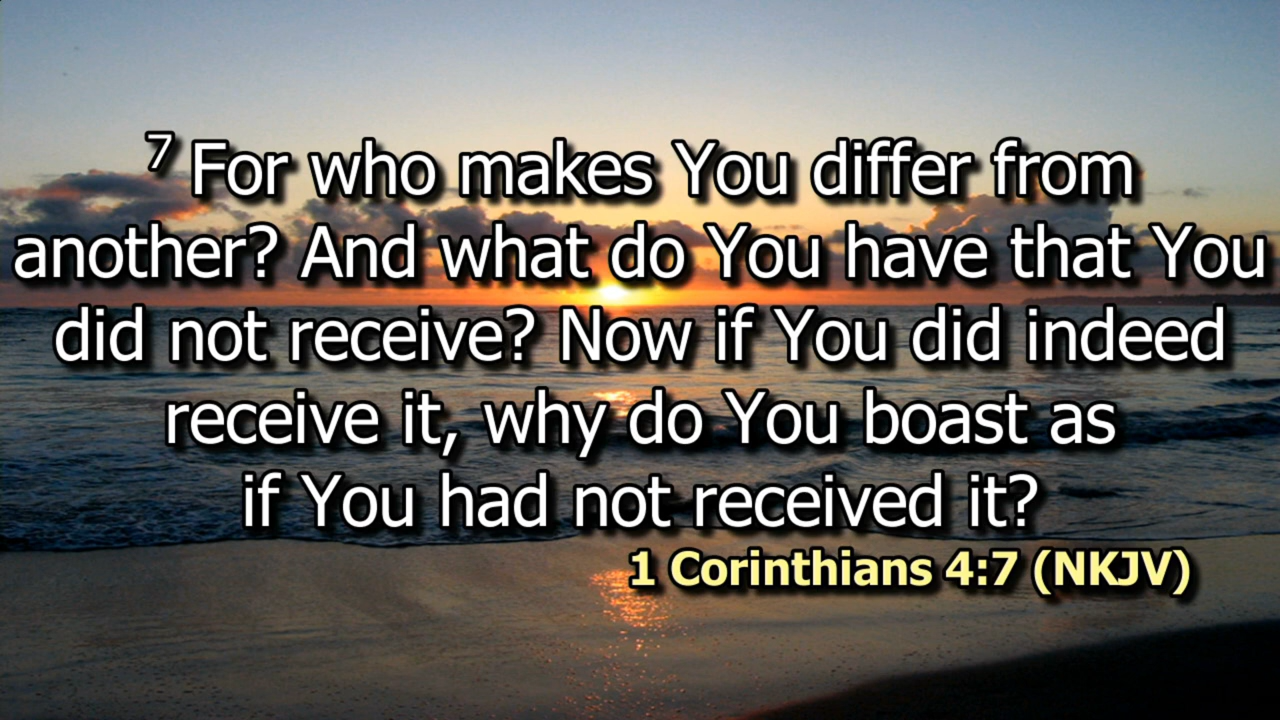 7 For who makes You differ from
another? And what do You have that You
did not receive? Now if You did indeed
receive it, why do You boast as
if You had not received it?
1 Corinthians 4:7 (NKJV)